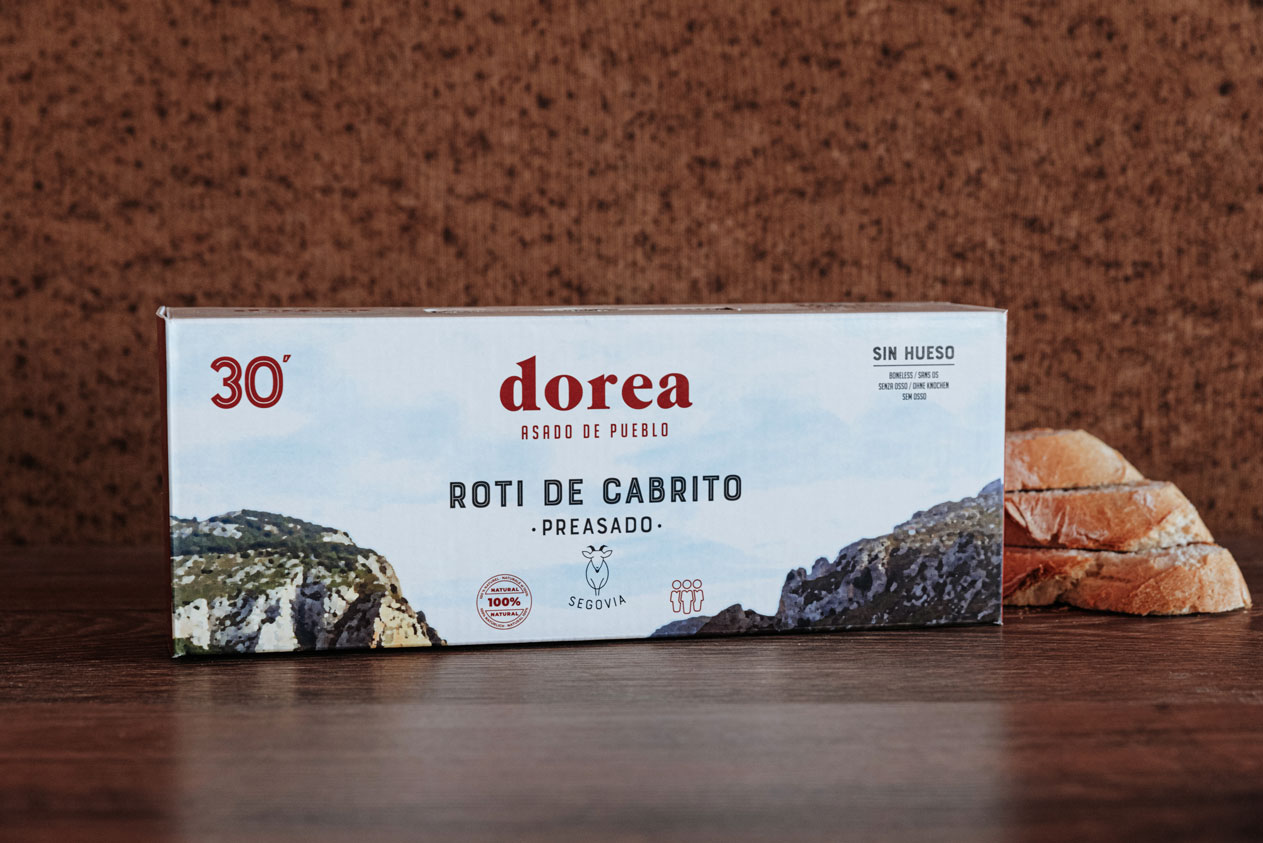 30′
dorea
ASADO DE PUEBLO
SIN HUESO
BONELESS / SANS OS
SENZA OSSO / OHNE KNOCHEN
SEM OSSO
ROTI DE CABRITO
·PREASADO·
SEGOVIA
NATURAL
100%
NATURAL